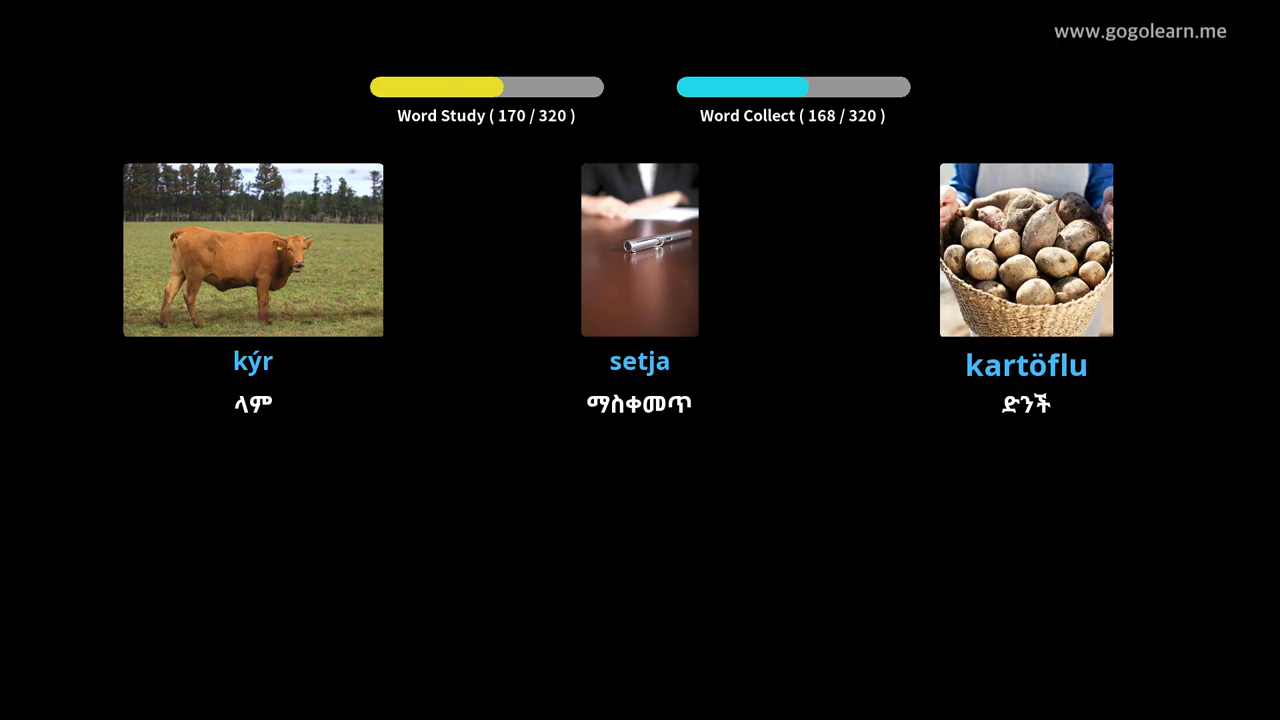 www.gogolearn.me
Word Study ( 170 / 320 )
Word Collect ( 168 / 320 )
kýr
setja
kartöflu
ላም
ማስቀመጥ
ድንች